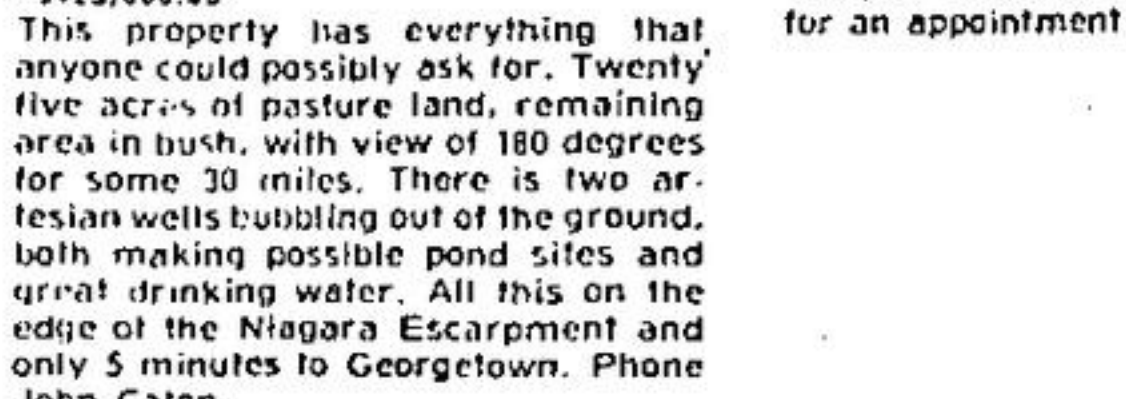 This property has everything that
anyone could possibly ask for. Twenty
five acres of pasture land, remaining
area in bush, with view of 180 degrees
for some 30 miles. There is two ar-
tesian wells bubbling out of the ground,
both making possible pond sites and
great drinking water. All this on the
edge of the Niagara Escarpment and
only 5 minutes to Georgetown. Phone
John
for an appointment